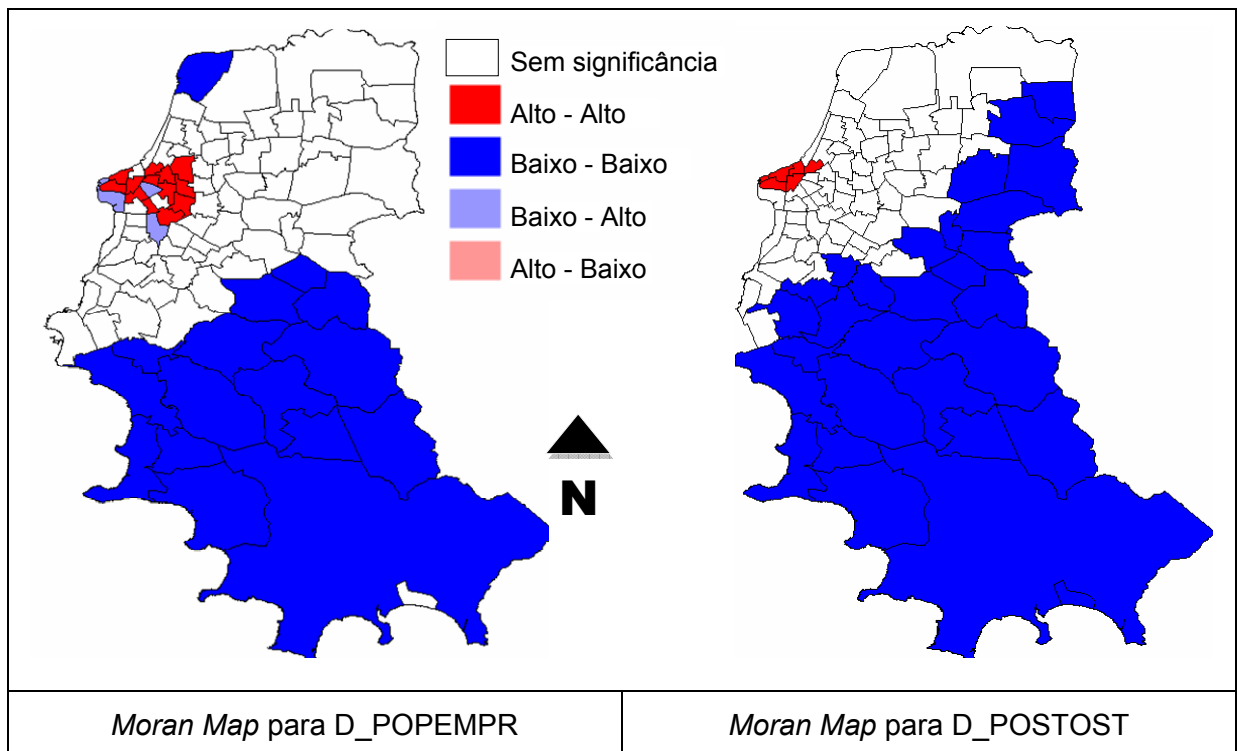 Sem significância
Alto - Alto
Baixo - Baixo
Baixo - Alto
Alto - Baixo
N
Moran Map para D_POPEMPR
Moran Map para D_POSTOST